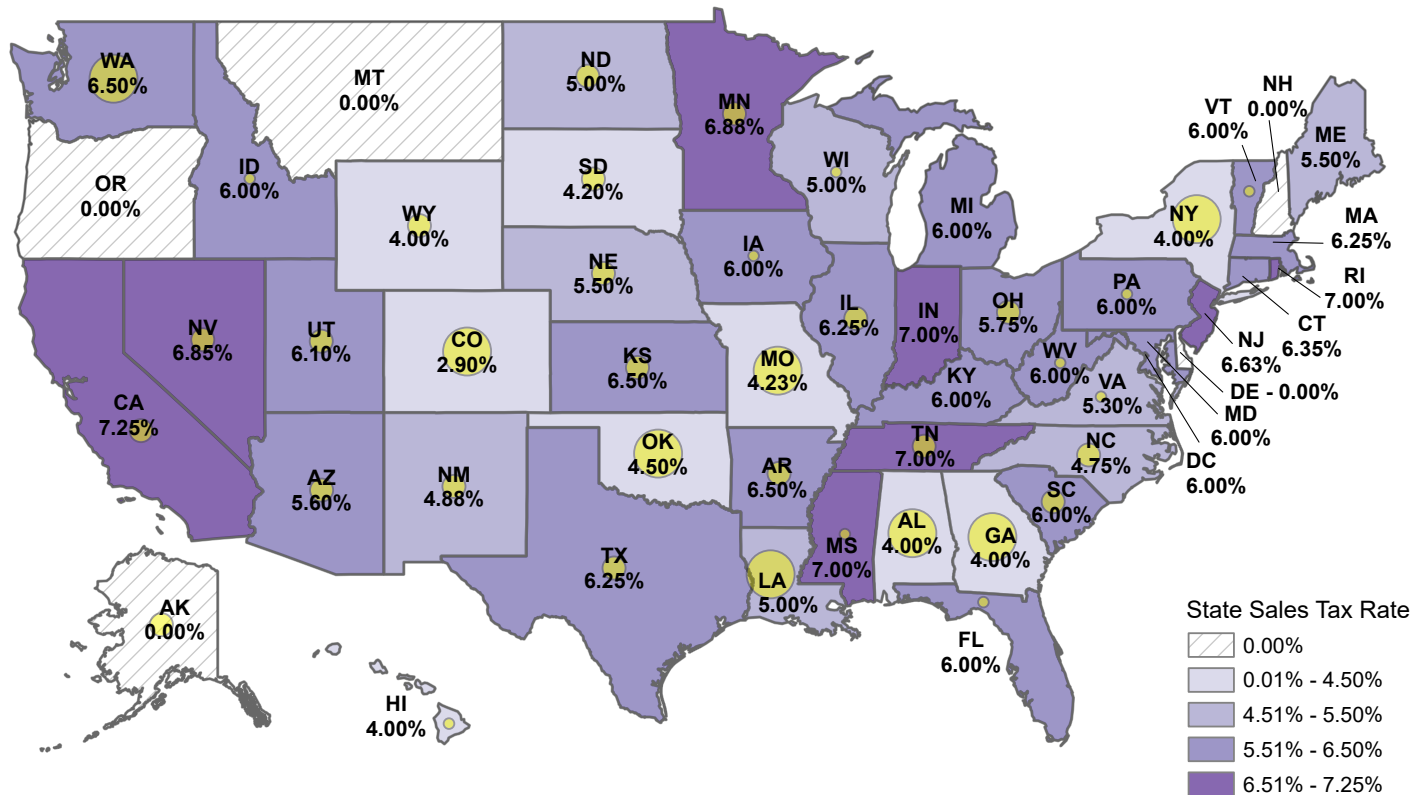 WA
6.50%
MT
0.00%
ND
5.00%
MN
6.88%
NH
0.00%
VT
6.00%
ME
5.50%
OR
0.00%
ID
6.00%
SD
4.20%
WI
5.00%
MI
6.00%
NY
4.00%
MA
6.25%
WY
4.00%
IA
6.00%
NE
5.50%
PA
6.00%
RI
7.00%
NV
6.85%
UT
6.10%
CO
2.90%
KS
6.50%
MO
4.23%
IL
6.25%
IN
7.00%
OH
5.75%
CT
6.35%
NJ
6.63%
WV
6.00%
VA
5.30%
KY
6.00%
DE - 0.00%
MD
6.00%
DC
6.00%
CA
7.25%
AZ
5.60%
NM
4.88%
OK
4.50%
AR
6.50%
TN
7.00%
NC
4.75%
SC
6.00%
TX
6.25%
LA
5.00%
MS
7.00%
AL
4.00%
GA
4.00%
FL
6.00%
AK
0.00%
HI
4.00%
State Sales Tax Rate
0.00%
0.01% - 4.50%
4.51% - 5.50%
5.51% - 6.50%
6.51% - 7.25%